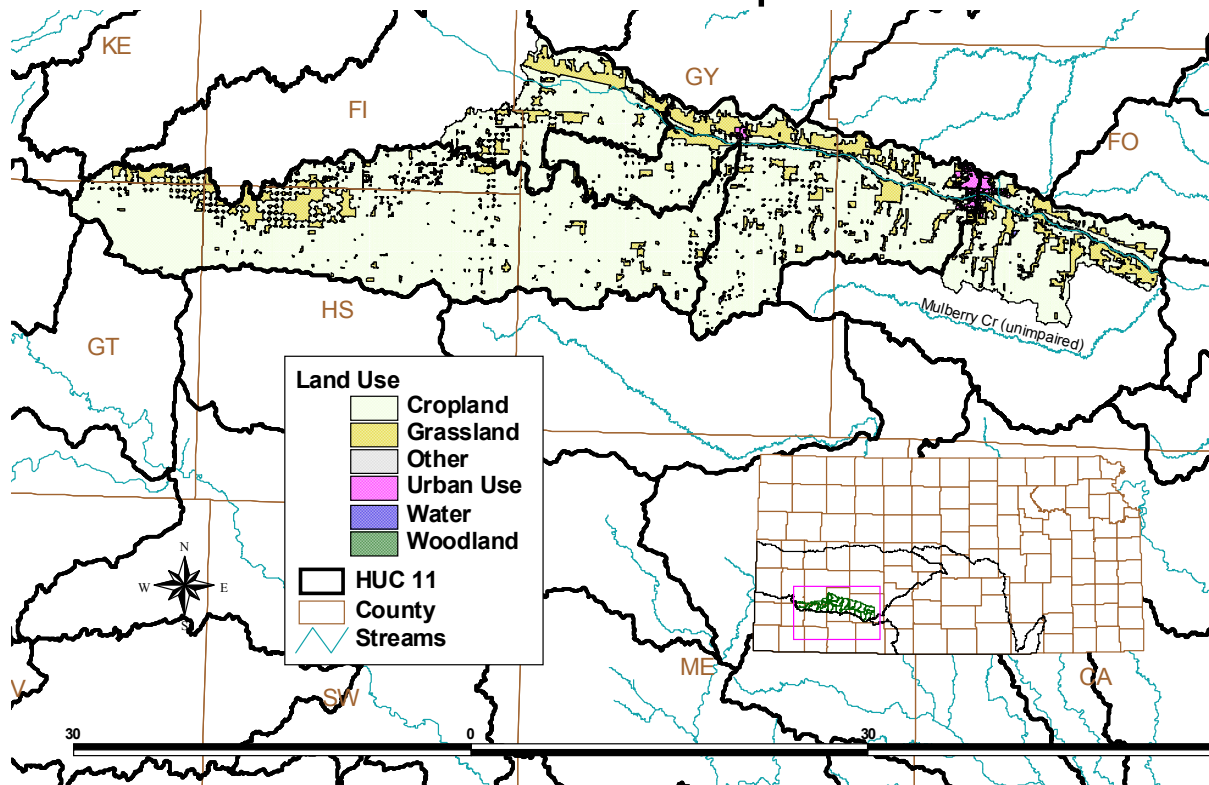 KE
GY
FI
FO
HS
Mulberry Cr (unimpaired)
GT
Land Use
Cropland
Grassland
Other
Urban Use
Water
Woodland
N
W E
S
HUC 11
County
Streams
ME
CA
V
SW
30 0 30